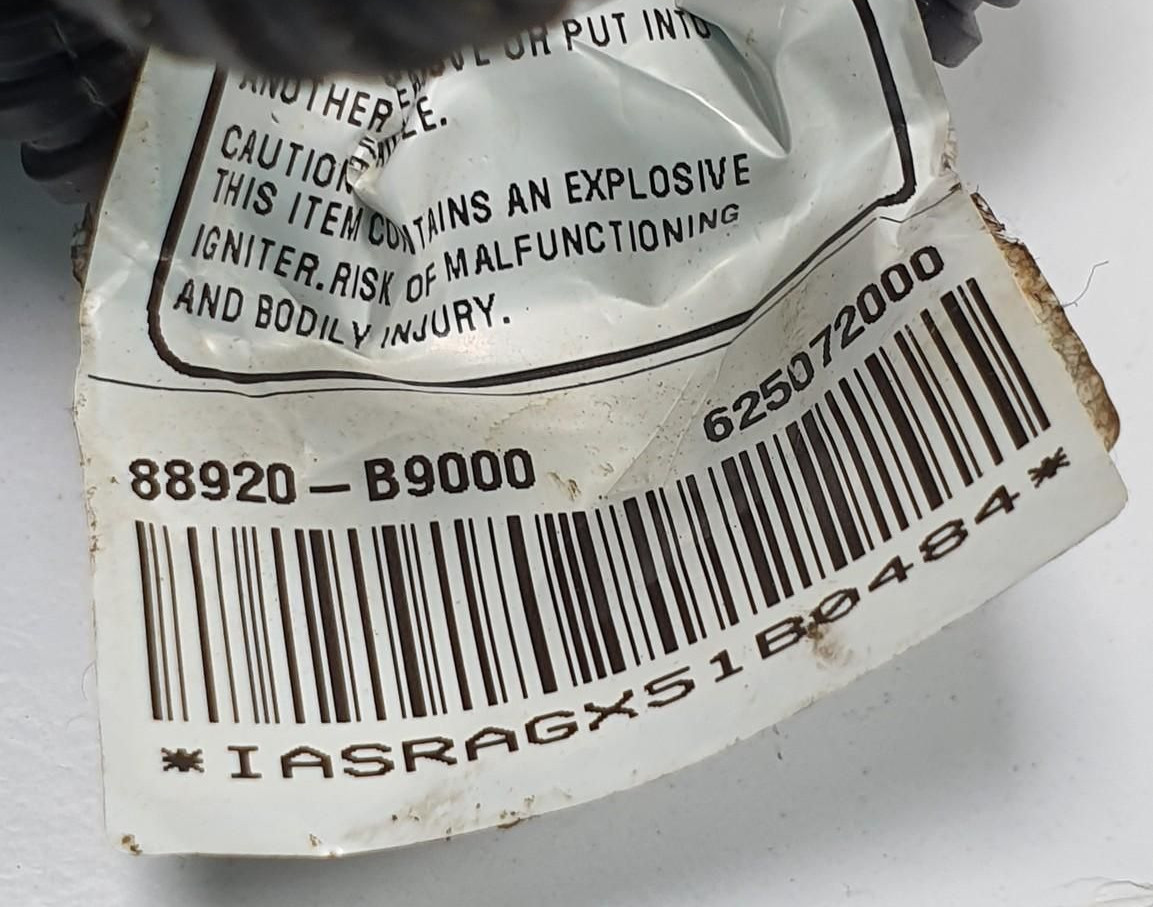 OR PUT INTO
ANOTHER
CAUTION
THIS ITEM CONTAINS AN EXPLOSIVE
IGNITER. RISK OF MALFUNCTIONING
AND BODILY INJURY.
625072000
88920-B9000
*IASRAGX51B0484*